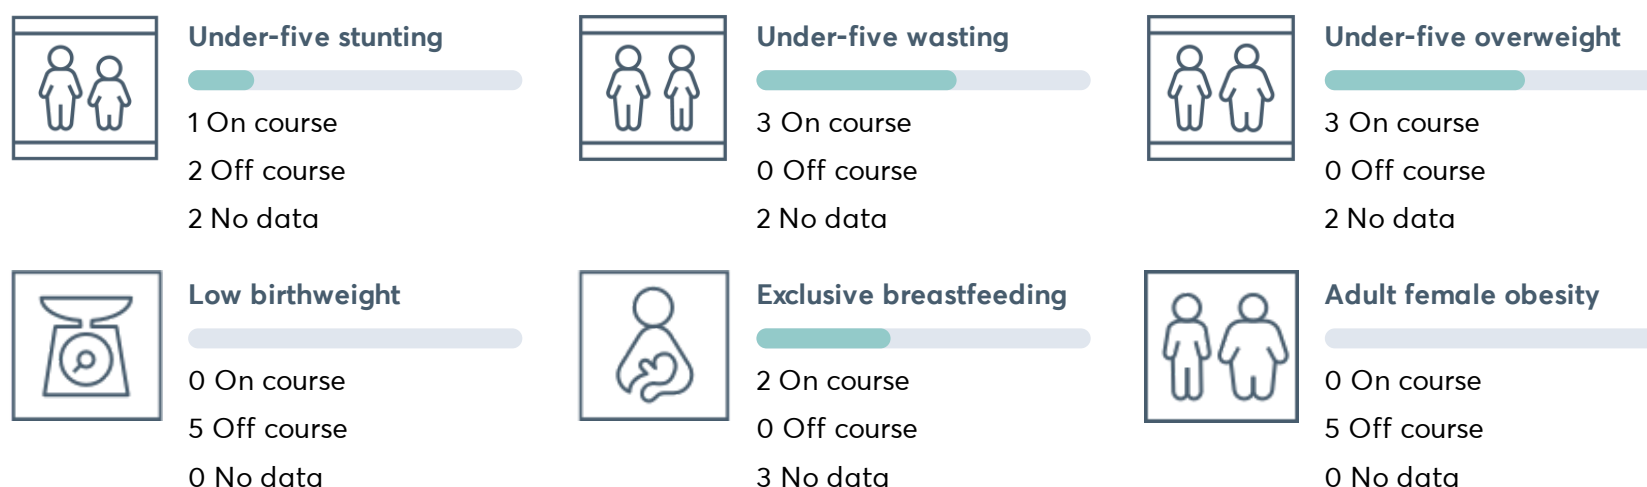 Under-five stunting
1 On course
2 Off course
2 No data
Under-five wasting
3 On course
0 Off course
2 No data
Under-five overweight
3 On course
0 Off course
2 No data
Low birthweight
0 On course
5 Off course
0 No data
Exclusive breastfeeding
2 On course
0 Off course
3 No data
Adult female obesity
0 On course
5 Off course
0 No data